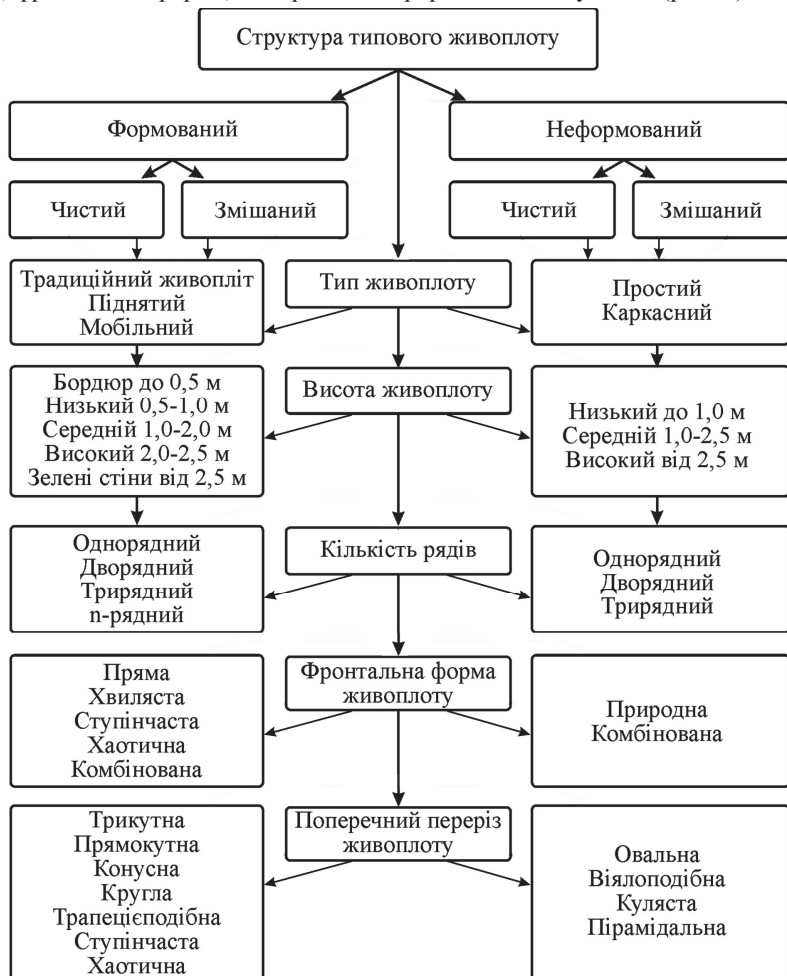 Структура типового живоплоту
Формований
Неформований
Чистий
Змішаний
Чистий
Змішаний
Традиційний живопліт
Піднятий
Мобільний
Тип живоплоту
Простий
Каркасний
Бордюр до 0,5 м
Низький 0,5-1,0 м
Середній 1,0-2,0 м
Високий 2,0-2,5 м
Зелені стіни від 2,5 м
Висота живоплоту
Низький до 1,0 м
Середній 1,0-2,5 м
Високий від 2,5 м
Однорядний
Дворядний
Трирядний
n-рядний
Кількість рядів
Однорядний
Дворядний
Трирядний
Пряма
Хвиляста
Ступінчаста
Хаотична
Комбінована
Фронтальна форма
живоплоту
Природна
Комбінована
Трикутна
Прямокутна
Конусна
Кругла
Трапецієподібна
Ступінчаста
Хаотична
Поперечний переріз
живоплоту
Овальна
Віялоподібна
Куляста
Пірамідальна